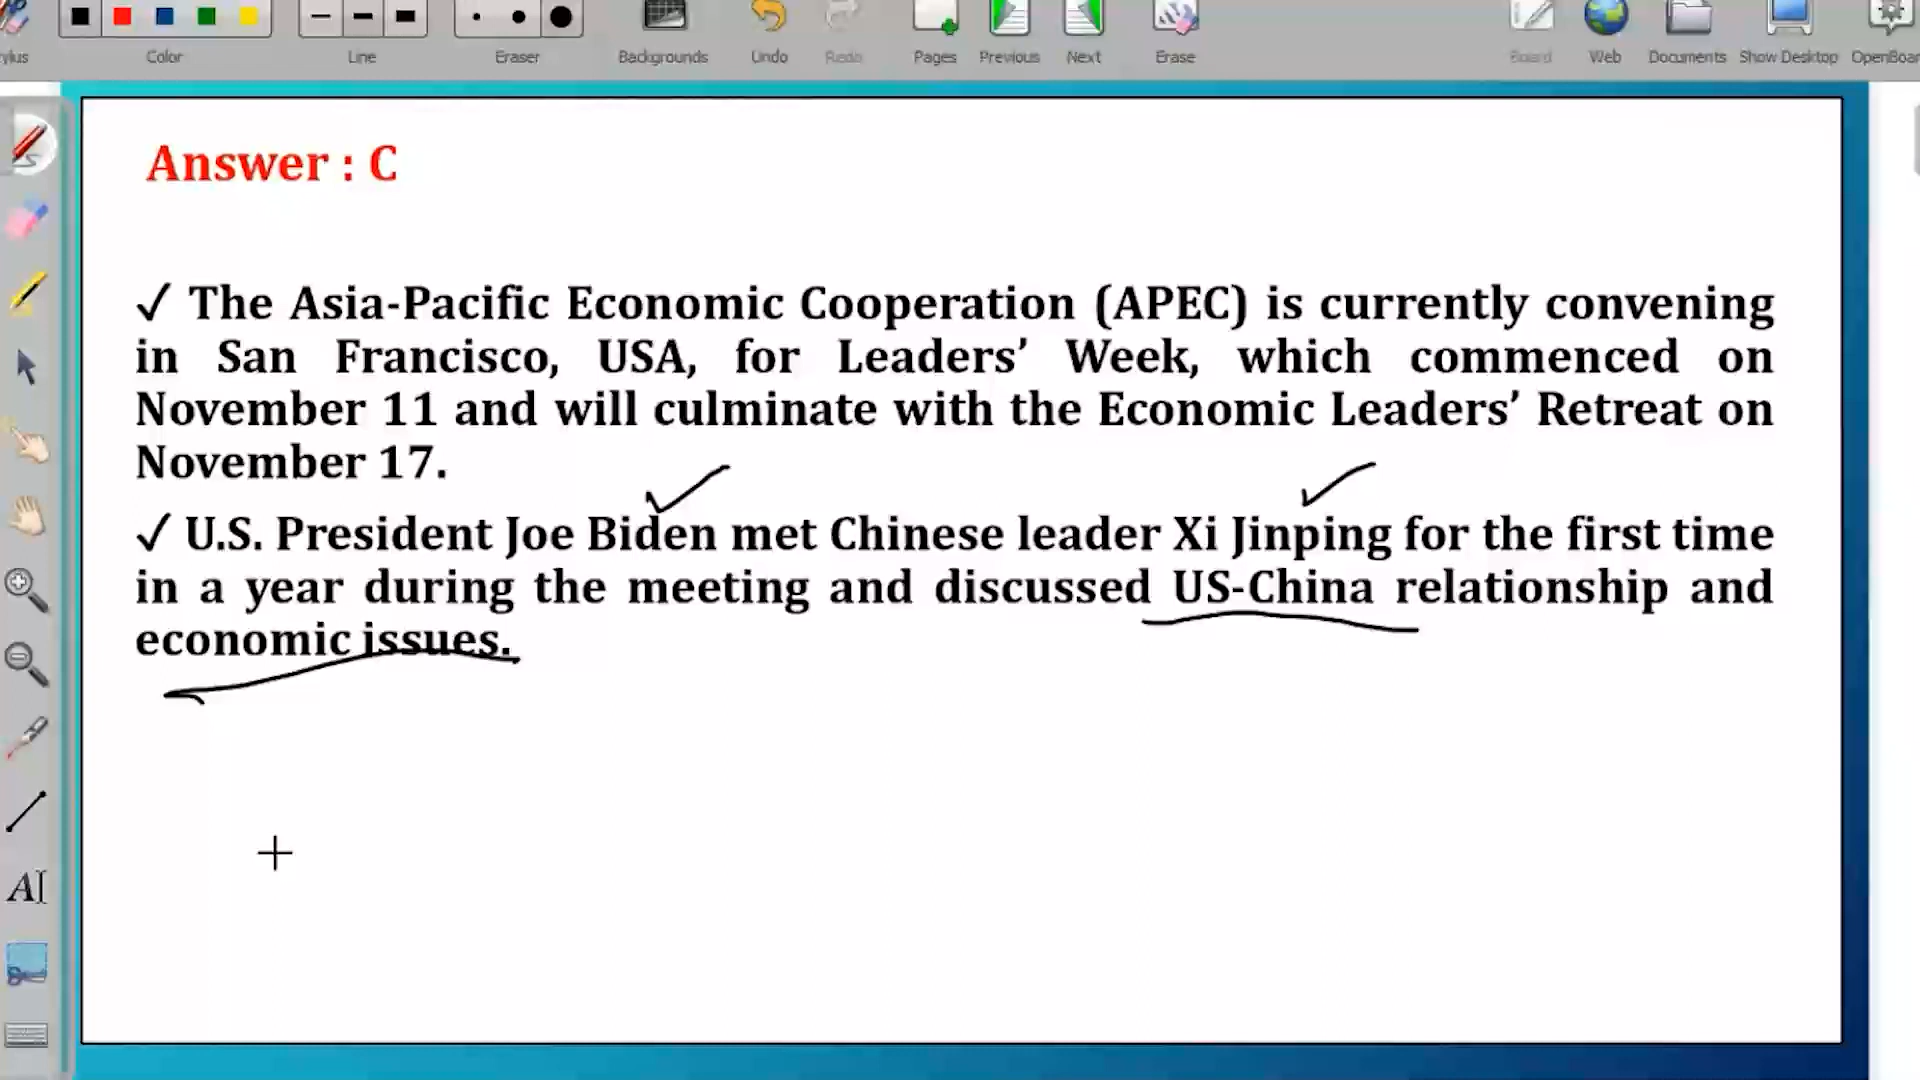 ylus Color Line Eraser Backgrounds Undo Redo Pages Previous Next Erase Board Web Documents Show Desktop OpenBoar
Answer : C
✓ The Asia-Pacific Economic Cooperation (APEC) is currently convening
in San Francisco, USA, for Leaders’ Week, which commenced on
November 11 and will culminate with the Economic Leaders’ Retreat on
November 17.
✓ U.S. President Joe Biden met Chinese leader Xi Jinping for the first time
in a year during the meeting and discussed US-China relationship and
economic issues.
AI